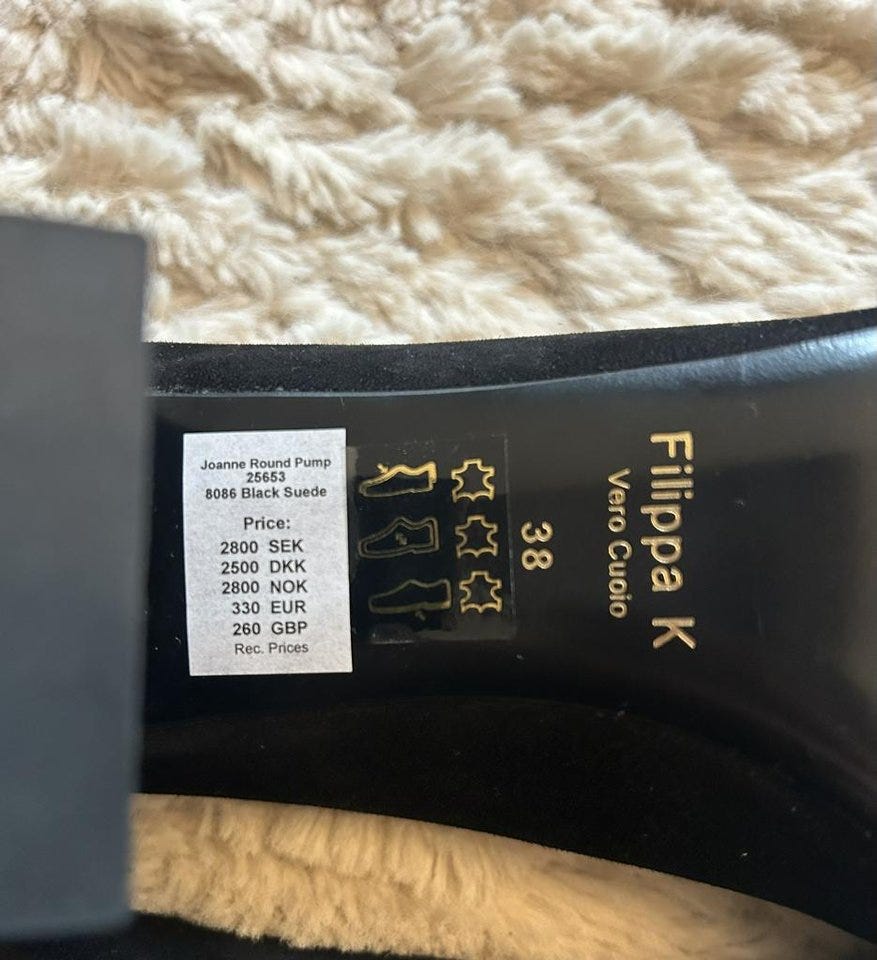 Joanne Round Pump
25653
8086 Black Suede
Price:
2800 SEK
2500 DKK
2800 NOK
330 EUR
260 GBP
Rec. Prices
38
Filippa K
Vero Cuoio